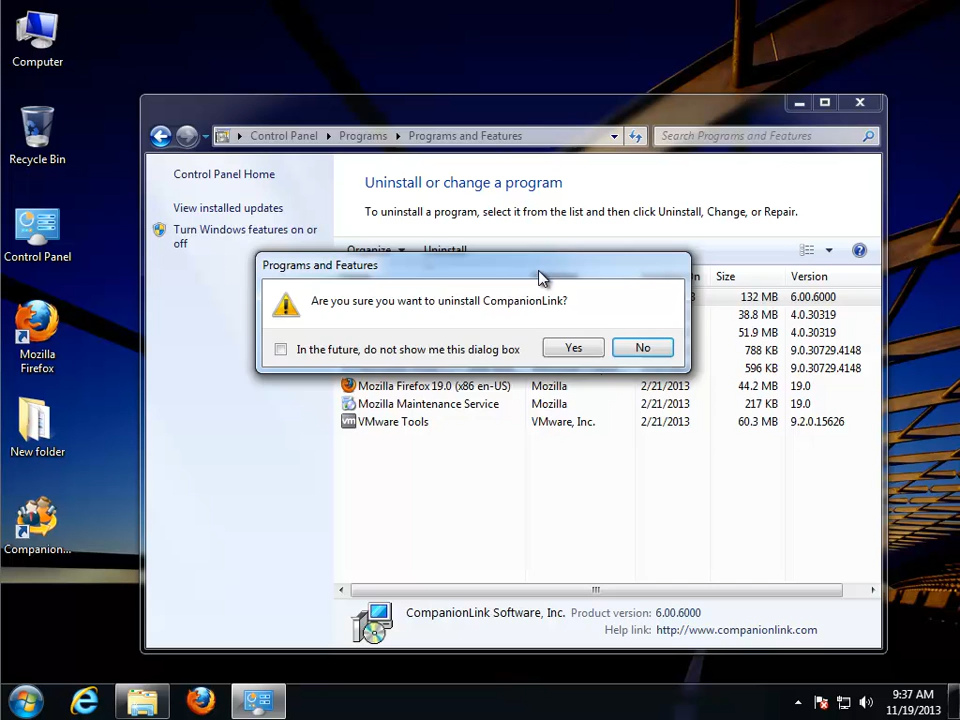 Computer
Recycle Bin
Control Panel
Mozilla
Firefox
New folder
Companion...
Control Panel
Programs
Programs and Features
Search Programs and Features
Control Panel Home
View installed updates
Turn Windows features on or
off
Uninstall or change a program
To uninstall a program, select it from the list and then click Uninstall, Change, or Repair.
Organize
Uninstall
Size
Version
132 MB 6.00.6000
38.8 MB 4.0.30319
51.9 MB 4.0.30319
788 KB 9.0.30729.4148
596 KB 9.0.30729.4148
Programs and Features
Are you sure you want to uninstall CompanionLink?
In the future, do not show me this dialog box
Yes
No
Mozilla Firefox 19.0 (x86 en-US) Mozilla 2/21/2013 44.2 MB 19.0
Mozilla Maintenance Service Mozilla 2/21/2013 217 KB 19.0
VMware Tools VMware, Inc. 2/21/2013 60.3 MB 9.2.0.15626
CompanionLink Software, Inc. Product version: 6.00.6000
Help link: http://www.companionlink.com
9:37 AM
11/19/2013